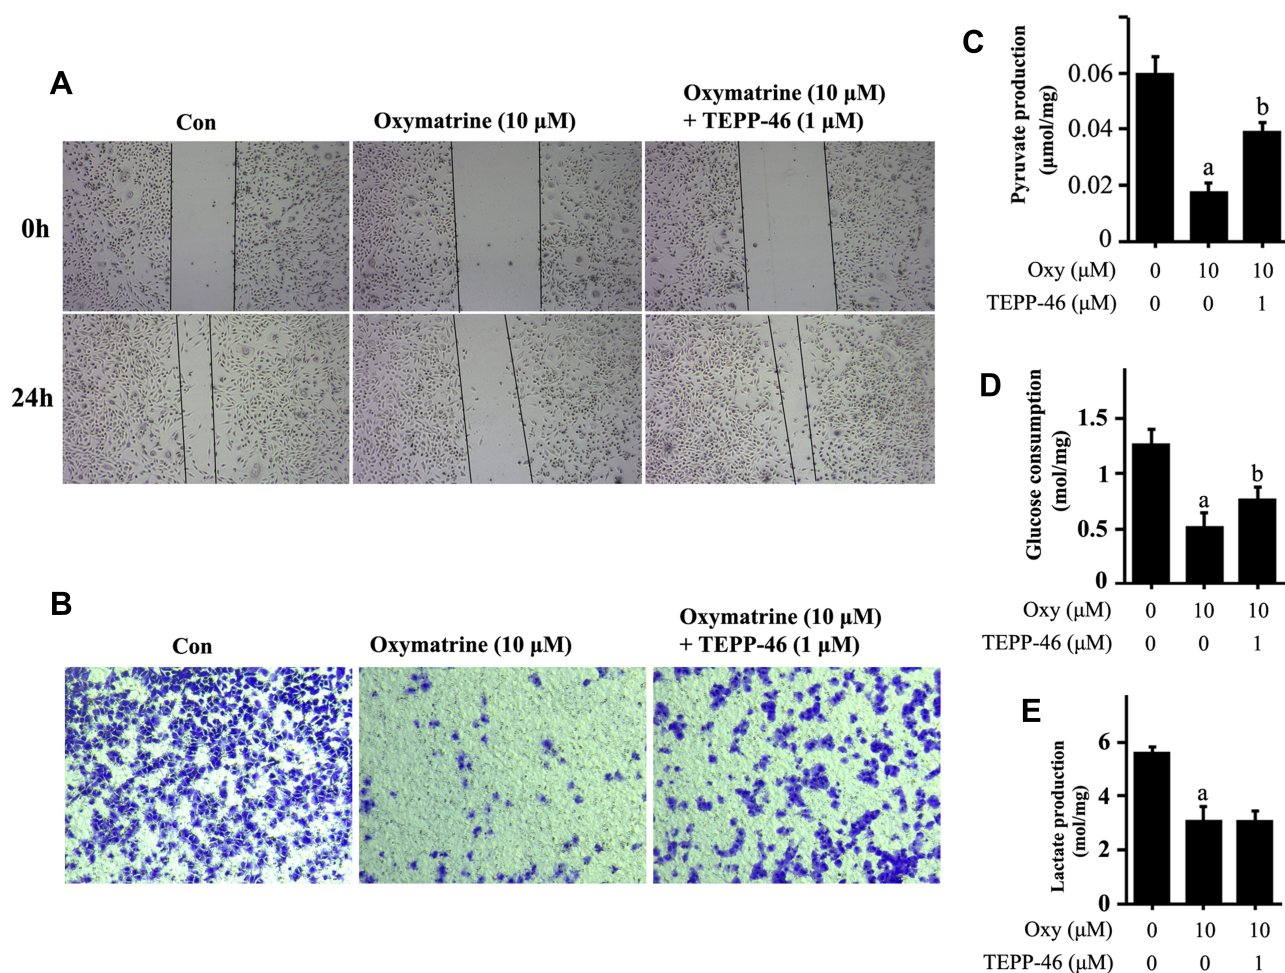 A
Con
Oxymatrine (10 μM)
Oxymatrine (10 μM)
+ TEPP-46 (1 μM)
0h
24h
B
Con
Oxymatrine (10 μM)
Oxymatrine (10 μM)
+ TEPP-46 (1 μM)
C
Pyruvate production
(μmol/mg)
0.06
0.04
0.02
0
a
b
Oxy (μM) 0 10 10
TEPP-46 (μM) 0 0 1
D
Glucose consumption
(mol/mg)
1.5
1
0.5
0
a
b
Oxy (μM) 0 10 10
TEPP-46 (μM) 0 0 1
E
Lactate production
(mol/mg)
6
4
2
0
a
Oxy (μM) 0 10 10
TEPP-46 (μM) 0 0 1